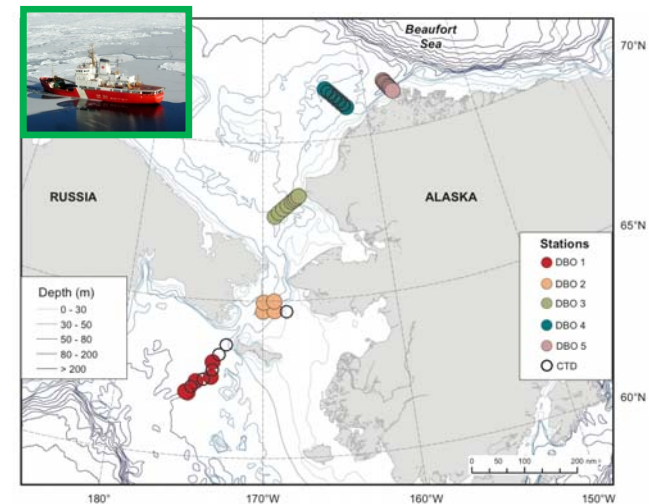 Beaufort
Sea
70°N
RUSSIA
ALASKA
65°N
Stations
DBO 1
DBO 2
DBO 3
DBO 4
DBO 5
CTD
Depth (m)
0 - 30
30 - 50
50 - 80
80 - 200
> 200
60°N
0 50 100 200 nm
180°
170°W
160°W
150°W